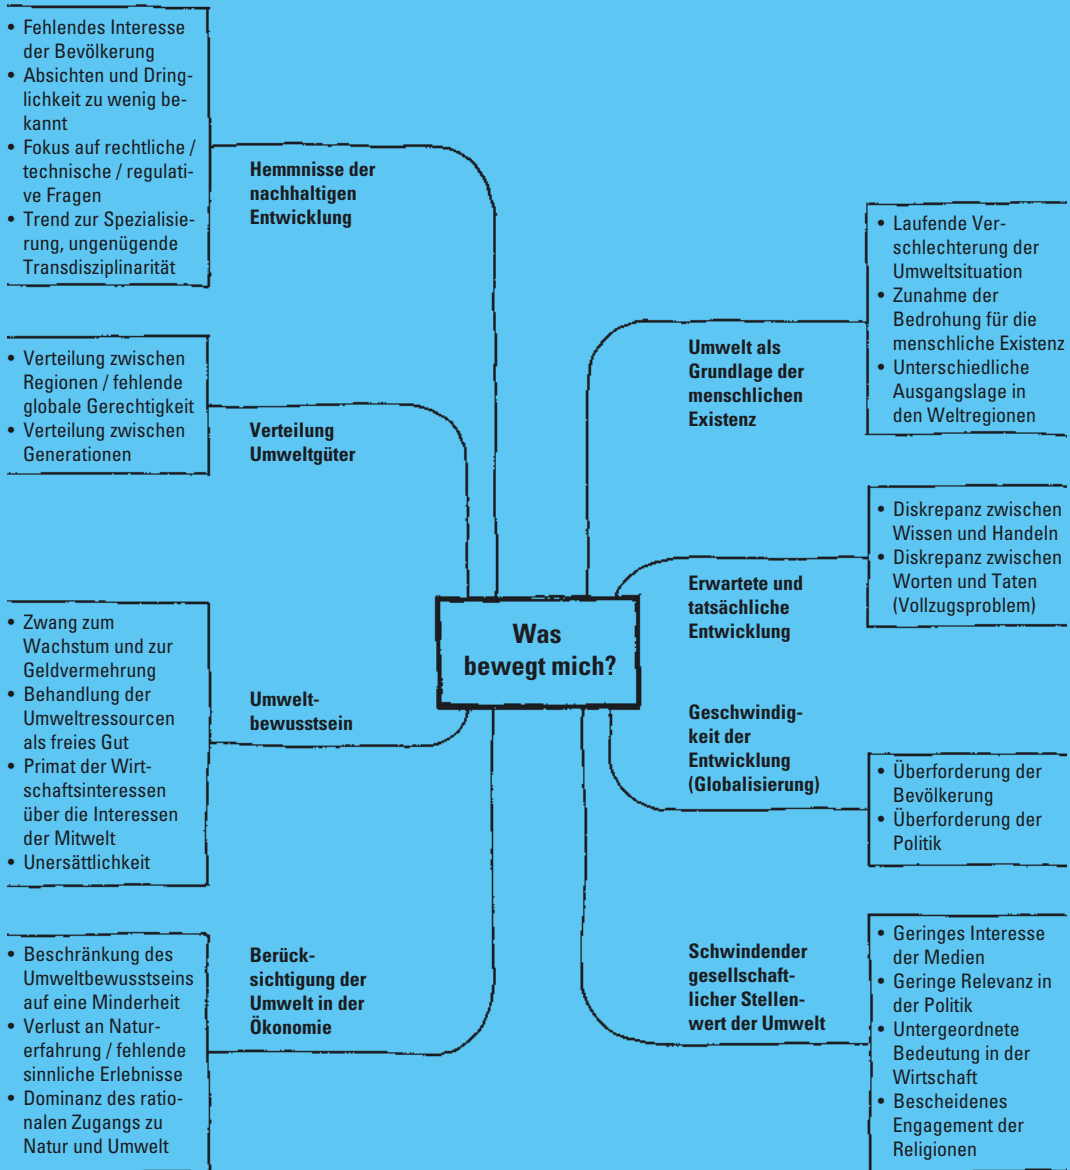 • Fehlendes Interesse
der Bevölkerung
• Absichten und Dring-
lichkeit zu wenig be-
kannt
• Fokus auf rechtliche /
technische / regulati-
ve Fragen
• Trend zur Spezialisie-
rung, ungenügende
Transdisziplinarität
Hemmnisse der
nachhaltigen
Entwicklung
• Verteilung zwischen
Regionen / fehlende
globale Gerechtigkeit
• Verteilung zwischen
Generationen
Verteilung
Umweltgüter
• Zwang zum
Wachstum und zur
Geldvermehrung
• Behandlung der
Umweltressourcen
als freies Gut
• Primat der Wirt-
schaftsinteressen
über die Interessen
der Mitwelt
• Unersättlichkeit
Umwelt-
bewusstsein
• Beschränkung des
Umweltbewusstseins
auf eine Minderheit
• Verlust an Natur-
erfahrung / fehlende
sinnliche Erlebnisse
• Dominanz des ratio-
nalen Zugangs zu
Natur und Umwelt
Berück-
sichtigung der
Umwelt in der
Ökonomie
Was
bewegt mich?
Umwelt als
Grundlage der
menschlichen
Existenz
• Laufende Ver-
schlechterung der
Umweltsituation
• Zunahme der
Bedrohung für die
menschliche Existenz
• Unterschiedliche
Ausgangslage in
den Weltregionen
Erwartete und
tatsächliche
Entwicklung
• Diskrepanz zwischen
Wissen und Handeln
• Diskrepanz zwischen
Worten und Taten
(Vollzugsproblem)
Geschwindig-
keit der
Entwicklung
(Globalisierung)
• Überforderung der
Bevölkerung
• Überforderung der
Politik
Schwindender
gesellschaft-
licher Stellen-
wert der Umwelt
• Geringes Interesse
der Medien
• Geringe Relevanz in
der Politik
• Untergeordnete
Bedeutung in der
Wirtschaft
• Bescheidenes
Engagement der
Religionen